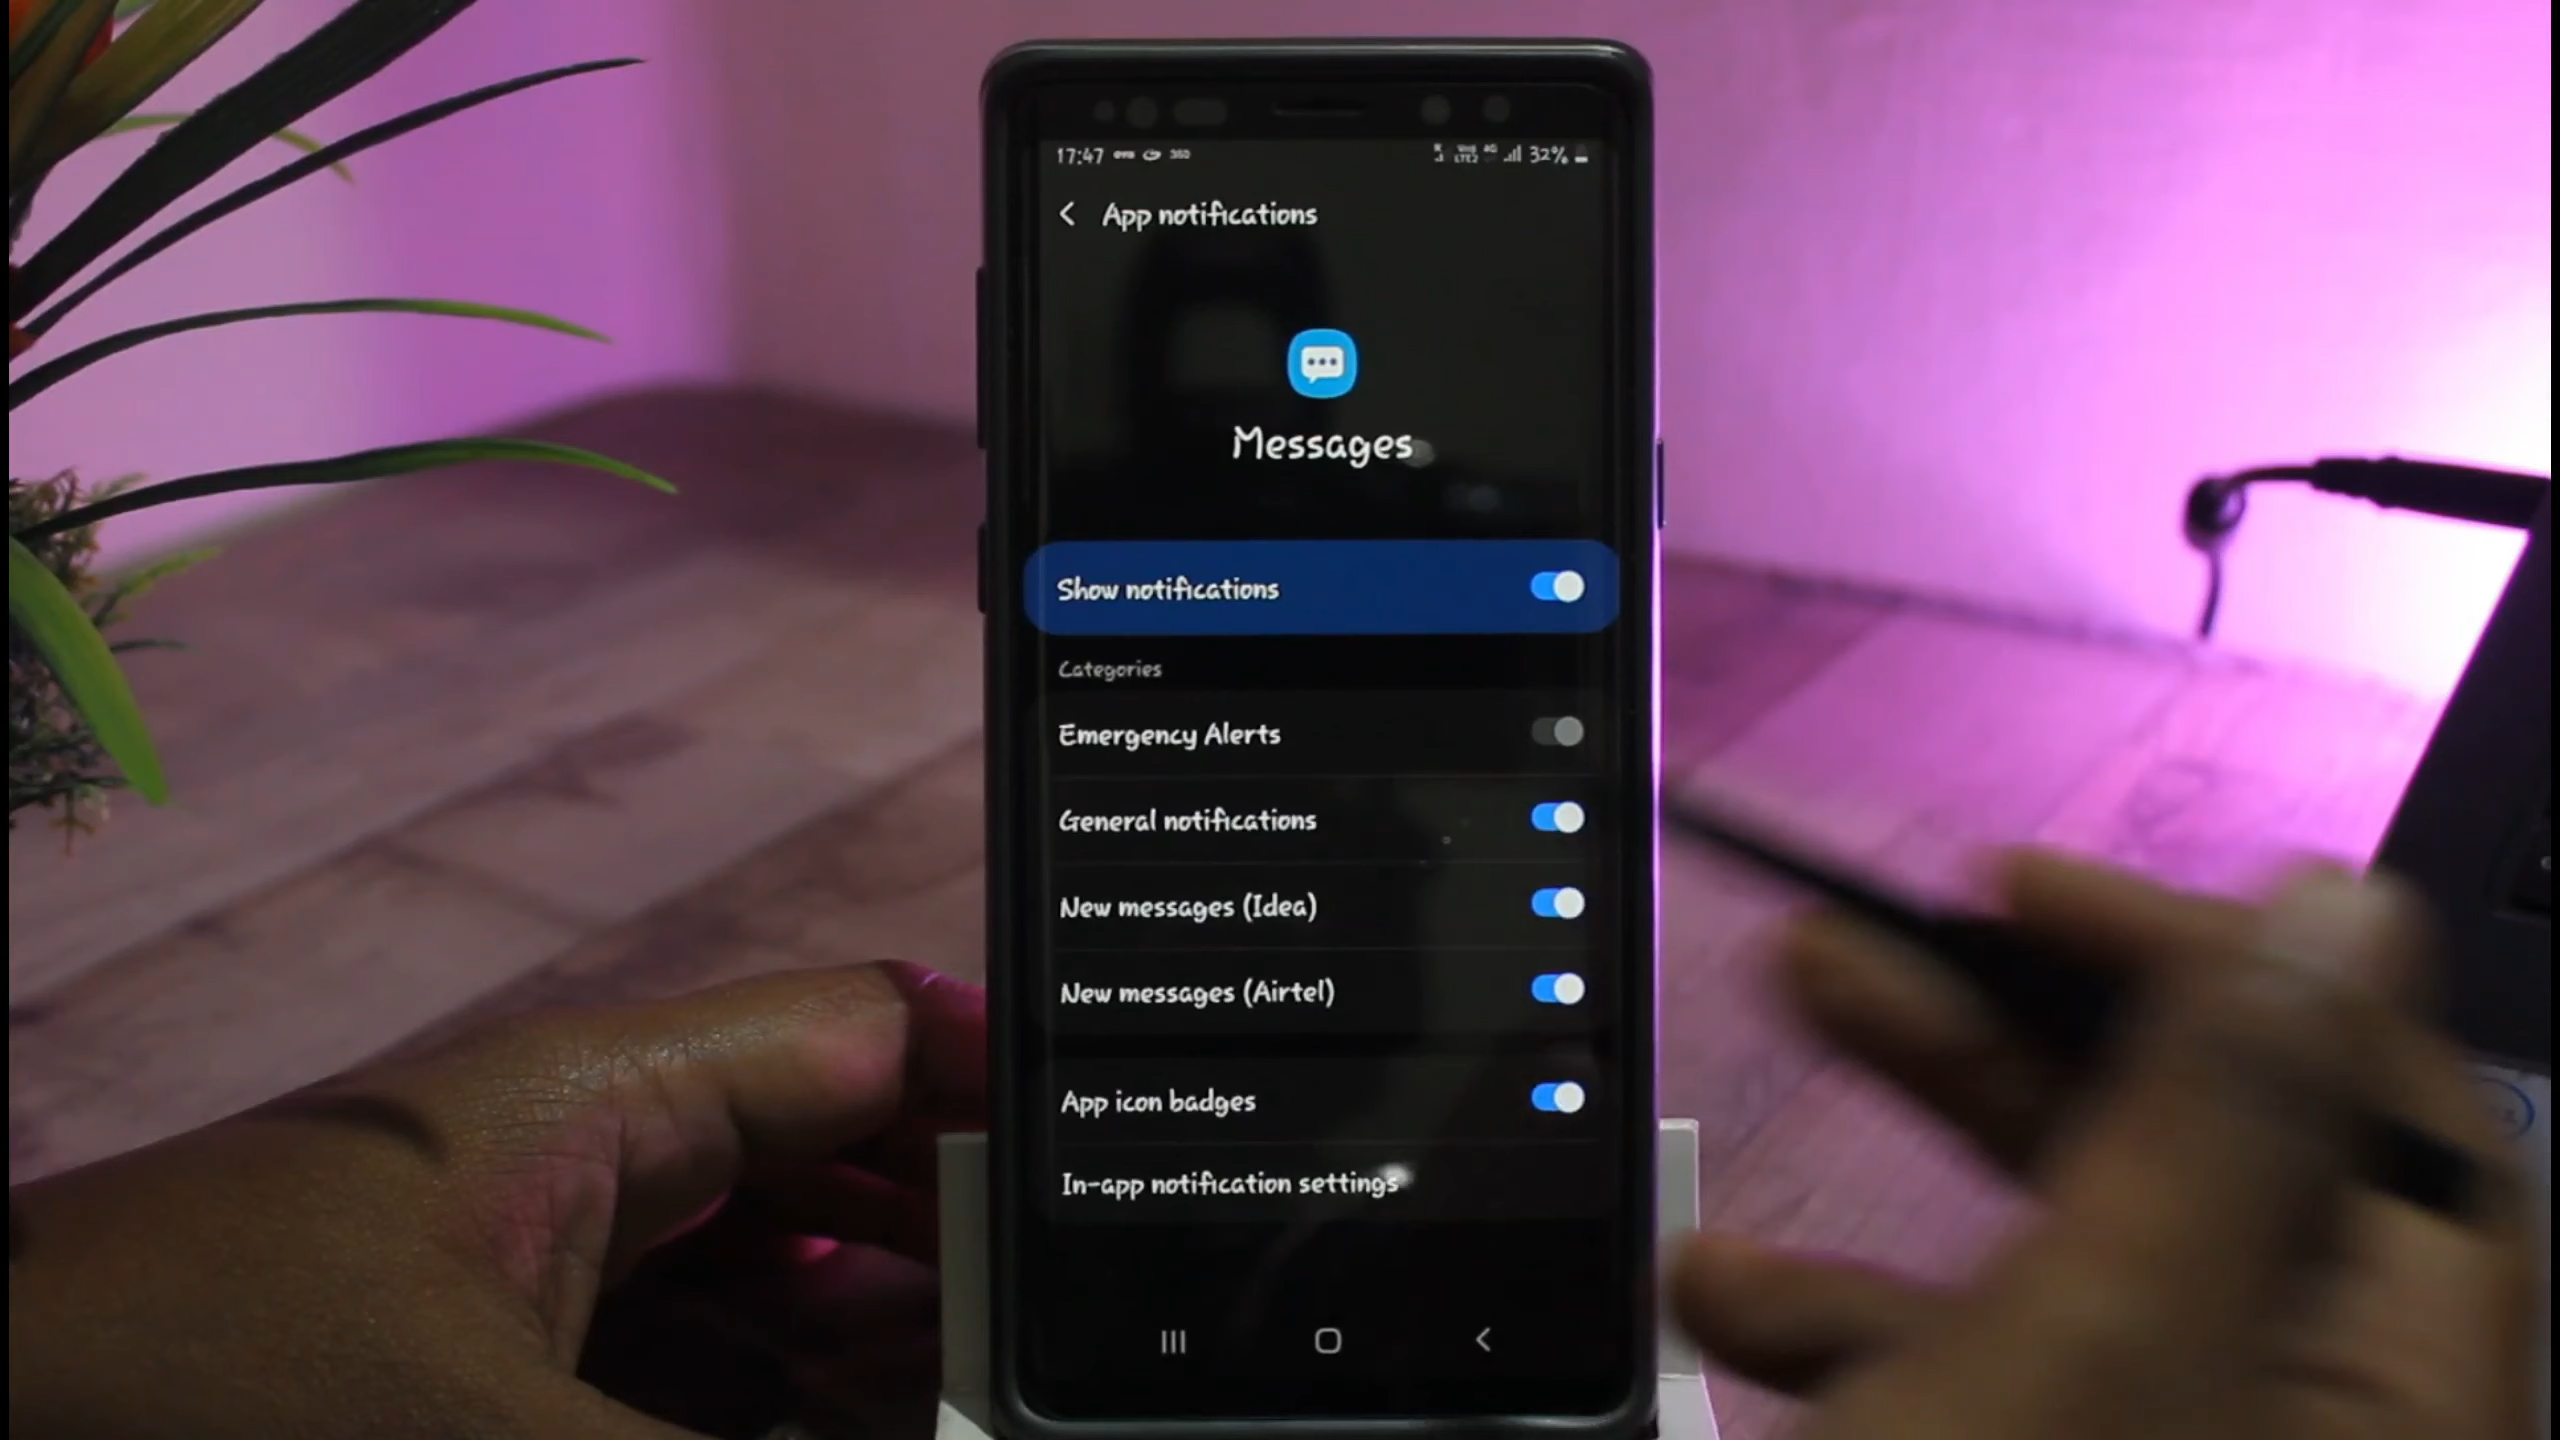 17:47
32%
App notifications
Messages
Show notifications
Categories
Emergency Alerts
General notifications
New messages (Idea)
New messages (Airtel)
App icon badges
In-app notification settings